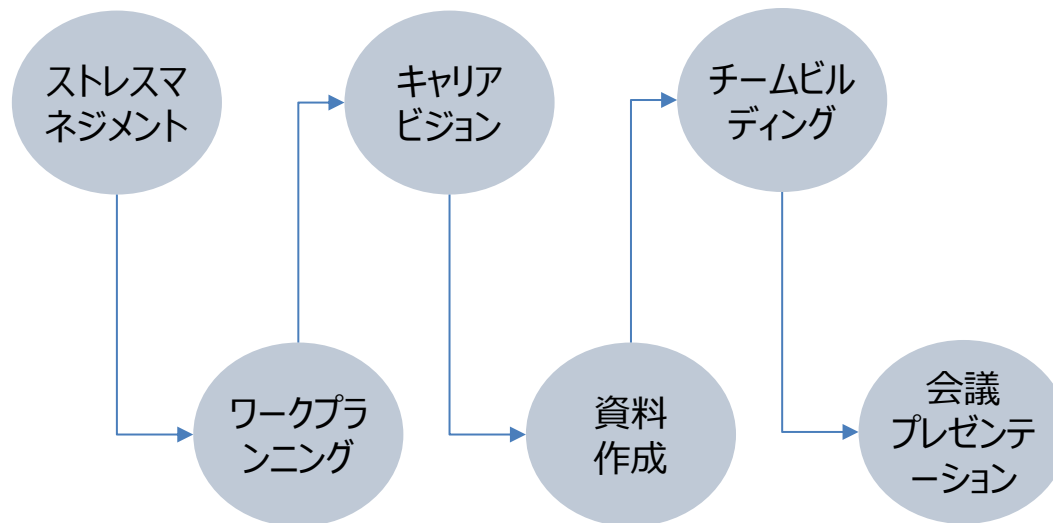 ストレスマ
ネジメント
ワークプラ
ンニング
キャリア
ビジョン
資料
作成
チームビル
ディング
会議
プレゼンテ
ーション